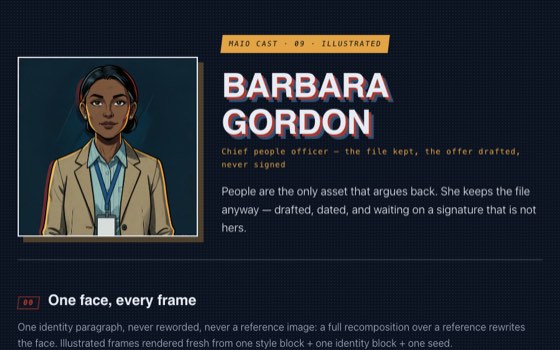 MAIO CAST · 09 · ILLUSTRATED
BARBARA
GORDON
Chief people officer — the file kept, the offer drafted,
never signed
People are the only asset that argues back. She keeps the file
anyway — drafted, dated, and waiting on a signature that is not
hers.
00 One face, every frame
One identity paragraph, never reworded, never a reference image: a full recomposition over a reference rewrites
the face. Illustrated frames rendered fresh from one style block + one identity block + one seed.